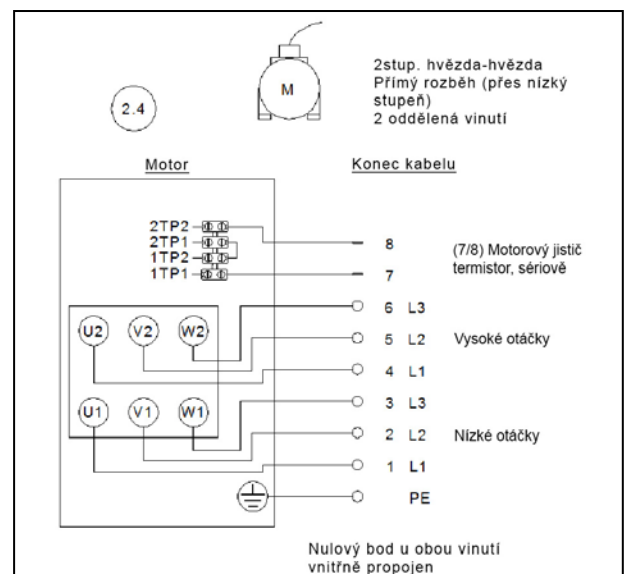 2stup. hvězda-hvězda
Přímý rozběh (přes nízký
stupeň)
2 oddělená vinutí
M
2.4
Motor
Konec kabelu
2TP2
2TP1
1TP2
1TP1
8
7
(7/8) Motorový jistič
termistor, sériově
U2 V2 W2
6 L3
5 L2 Vysoké otáčky
4 L1
U1 V1 W1
3 L3
2 L2 Nízké otáčky
1 L1
PE
Nulový bod u obou vinutí
vnitřně propojen